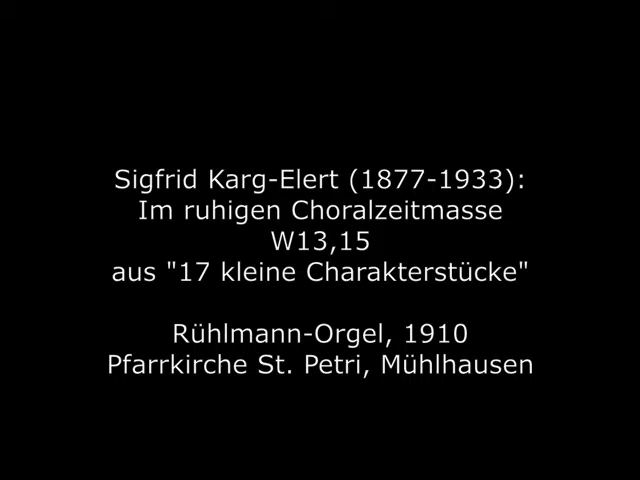 Sigfrid Karg-Elert (1877-1933):
Im ruhigen Choralzeitmasse
W13,15
aus "17 kleine Charakterstücke"
Rühlmann-Orgel, 1910
Pfarrkirche St. Petri, Mühlhausen